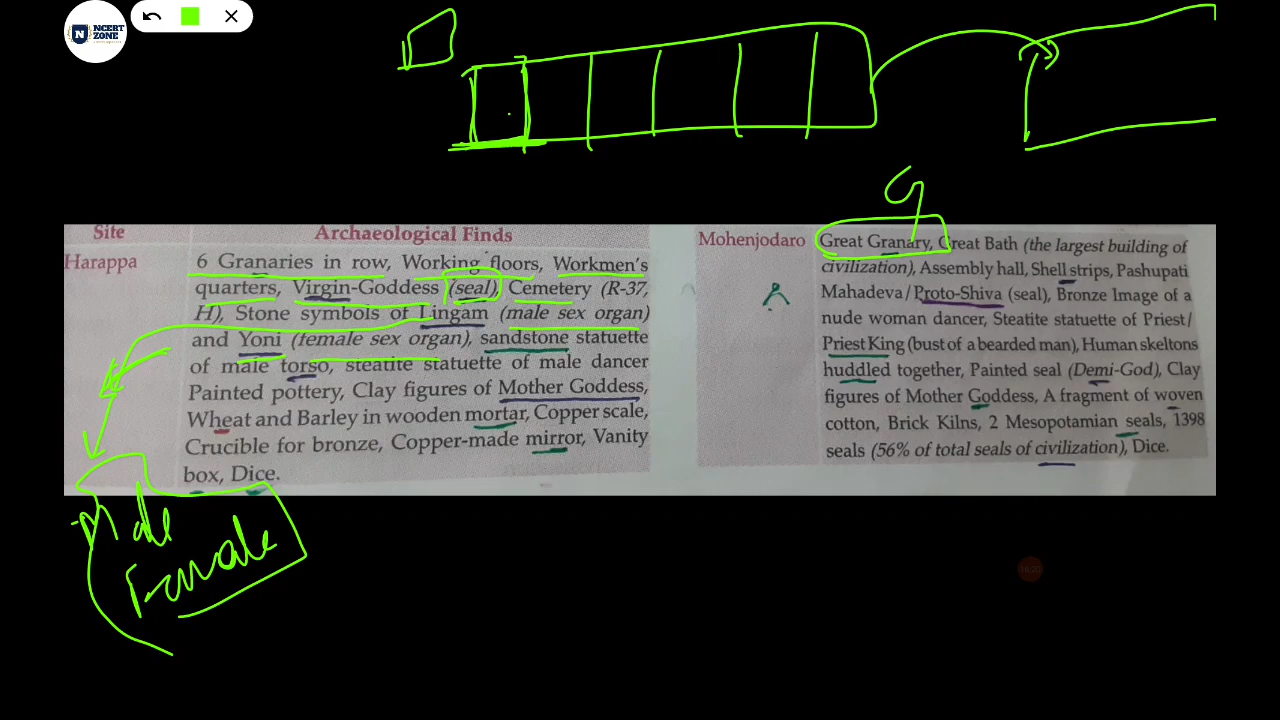 NCERT
ZONE
Site Archaeological Finds
Harappa 6 Granaries in row, Working floors, Workmen's
quarters, Virgin-Goddess (seal), Cemetery (R-37,
H), Stone symbols of Lingam (male sex organ)
and Yoni (female sex organ), sandstone statuette
of male torso, steatite statuette of male dancer
Painted pottery, Clay figures of Mother Goddess,
Wheat and Barley in wooden mortar, Copper scale,
Crucible for bronze, Copper-made mirror, Vanity
box, Dice.
Mohenjodaro Great Granary, Great Bath (the largest building of
civilization), Assembly hall, Shell strips, Pashupati
Mahadeva/Proto-Shiva (seal), Bronze Image of a
nude woman dancer, Steatite statuette of Priest/
Priest King (bust of a bearded man), Human skeltons
huddled together, Painted seal (Demi-God), Clay
figures of Mother Goddess, A fragment of woven
cotton, Brick Kilns, 2 Mesopotamian seals, 1398
seals (56% of total seals of civilization), Dice.
Male
Female